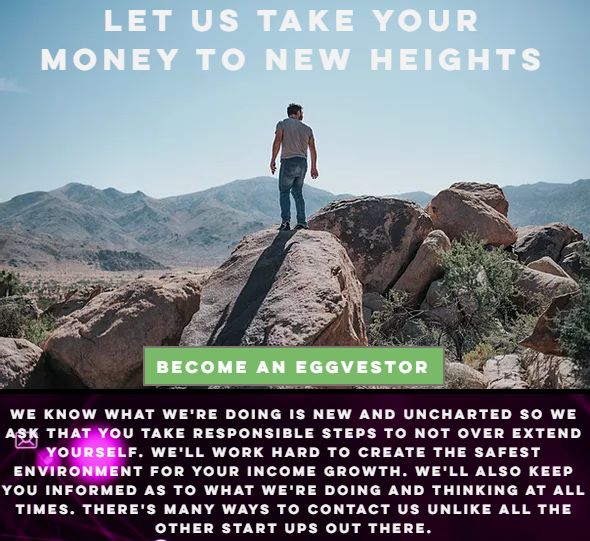 LET US TAKE YOUR
MONEY TO NEW HEIGHTS
BECOME AN EGGVESTOR
WE KNOW WHAT WE'RE DOING IS NEW AND UNCHARTED SO WE
ASK THAT YOU TAKE RESPONSIBLE STEPS TO NOT OVER EXTEND
YOURSELF. WE'LL WORK HARD TO CREATE THE SAFEST
ENVIRONMENT FOR YOUR INCOME GROWTH. WE'LL ALSO KEEP
YOU INFORMED AS TO WHAT WE'RE DOING AND THINKING AT ALL
TIMES. THERE'S MANY WAYS TO CONTACT US UNLIKE ALL THE
OTHER START UPS OUT THERE.